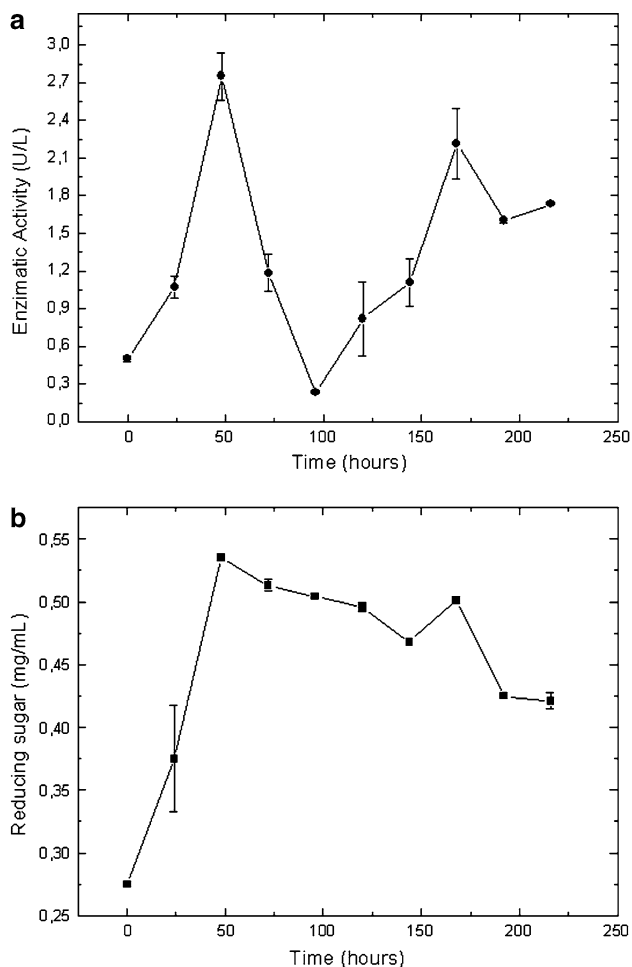 a
Enzimatic Activity (U/L)
3,0
2,7
2,4
2,1
1,8
1,5
1,2
0,9
0,6
0,3
0,0
0 50 100 150 200 250
Time (hours)
b
Reducing sugar (mg/mL)
0,55
0,50
0,45
0,40
0,35
0,30
0,25
0 50 100 150 200 250
Time (hours)